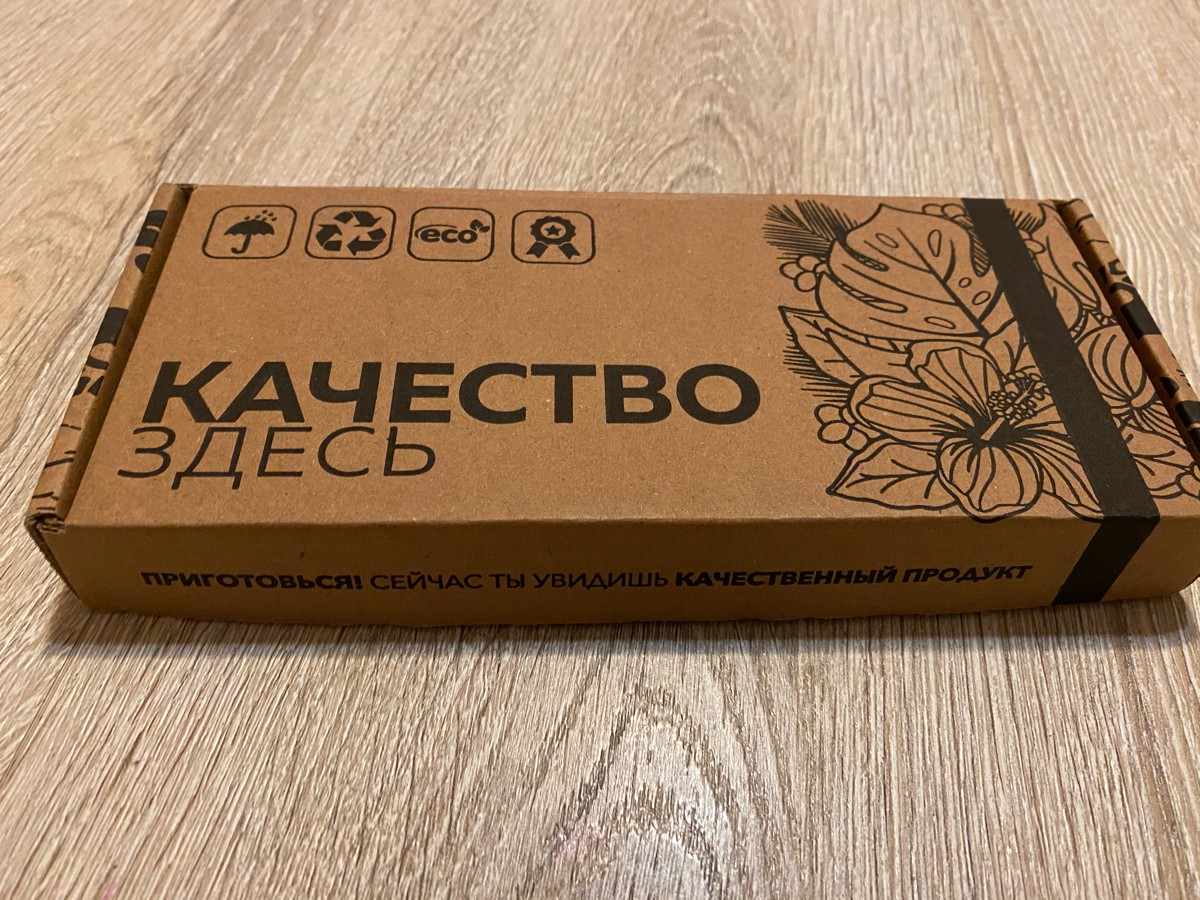 eco
КАЧЕСТВО
ЗДЕСЬ
ПРИГОТОВЬСЯ! СЕЙЧАС ТЫ УВИДИШЬ КАЧЕСТВЕННЫЙ ПРОДУКТ